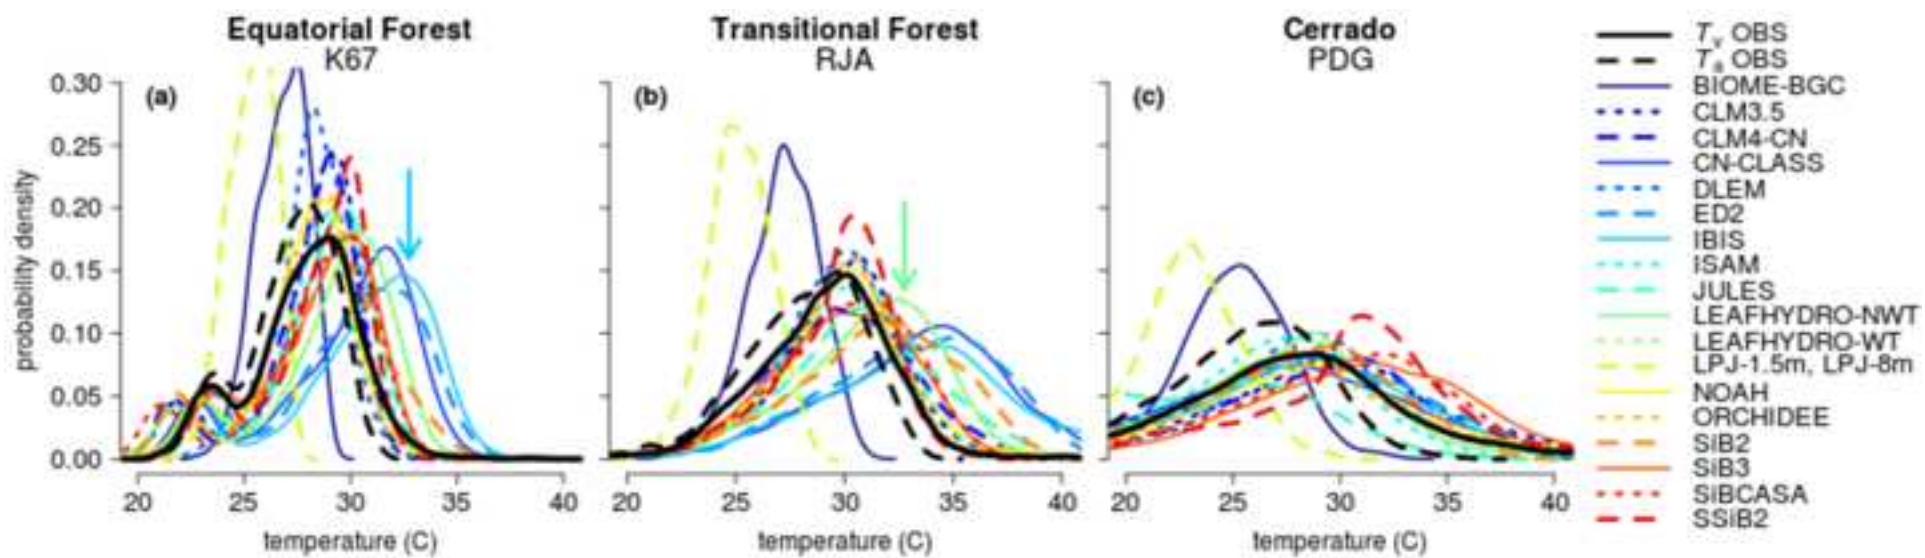 Equatorial Forest
K67
Transitional Forest
RJA
Cerrado
PDG
(a)
(b)
(c)
probability density
0.30
0.25
0.20
0.15
0.10
0.05
0.00
20 25 30 35 40
20 25 30 35 40
20 25 30 35 40
temperature (C)
temperature (C)
temperature (C)
Tv OBS
Ta OBS
BIOME-BGC
CLM3.5
CLM4-CN
CN-CLASS
DLEM
ED2
IBIS
ISAM
JULES
LEAFHYDRO-NWT
LEAFHYDRO-WT
LPJ-1.5m, LPJ-8m
NOAH
ORCHIDEE
SiB2
SiB3
SiBCASA
SSiB2